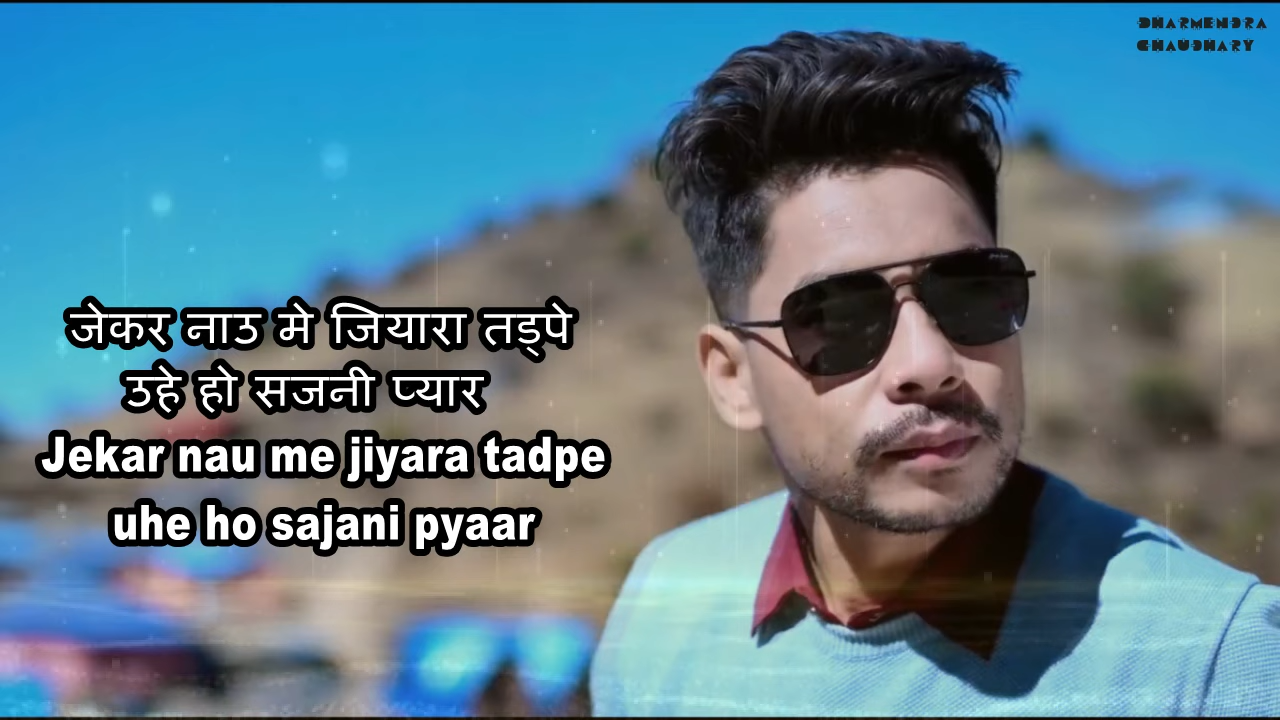 DHARMENDRA
CHAUDHARY
जेकर नाउ मे जियारा तड्पे
उहे हो सजनी प्यार
Jekar nau me jiyara tadpe
uhe ho sajani pyaar